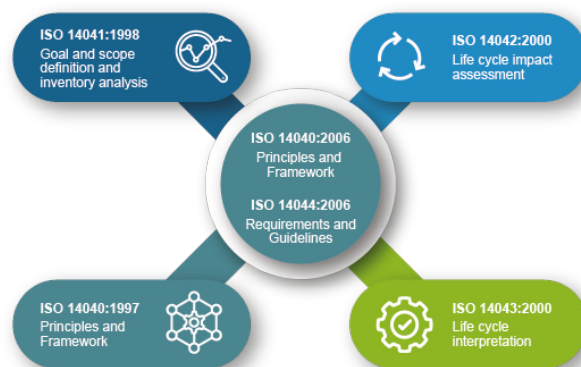 ISO 14041:1998
Goal and scope
definition and
inventory analysis
ISO 14042:2000
Life cycle impact
assessment
ISO 14040:2006
Principles and
Framework
ISO 14044:2006
Requirements and
Guidelines
ISO 14040:1997
Principles and
Framework
ISO 14043:2000
Life cycle
interpretation